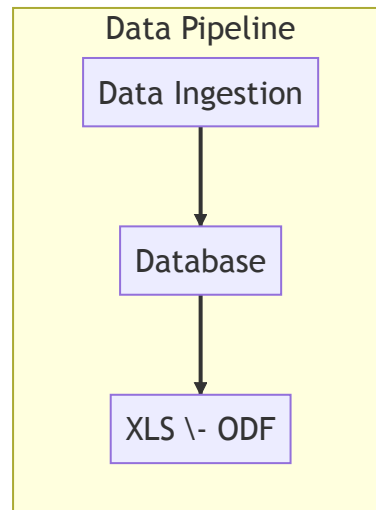 Data Pipeline
Data Ingestion
Database
XLS \- ODF